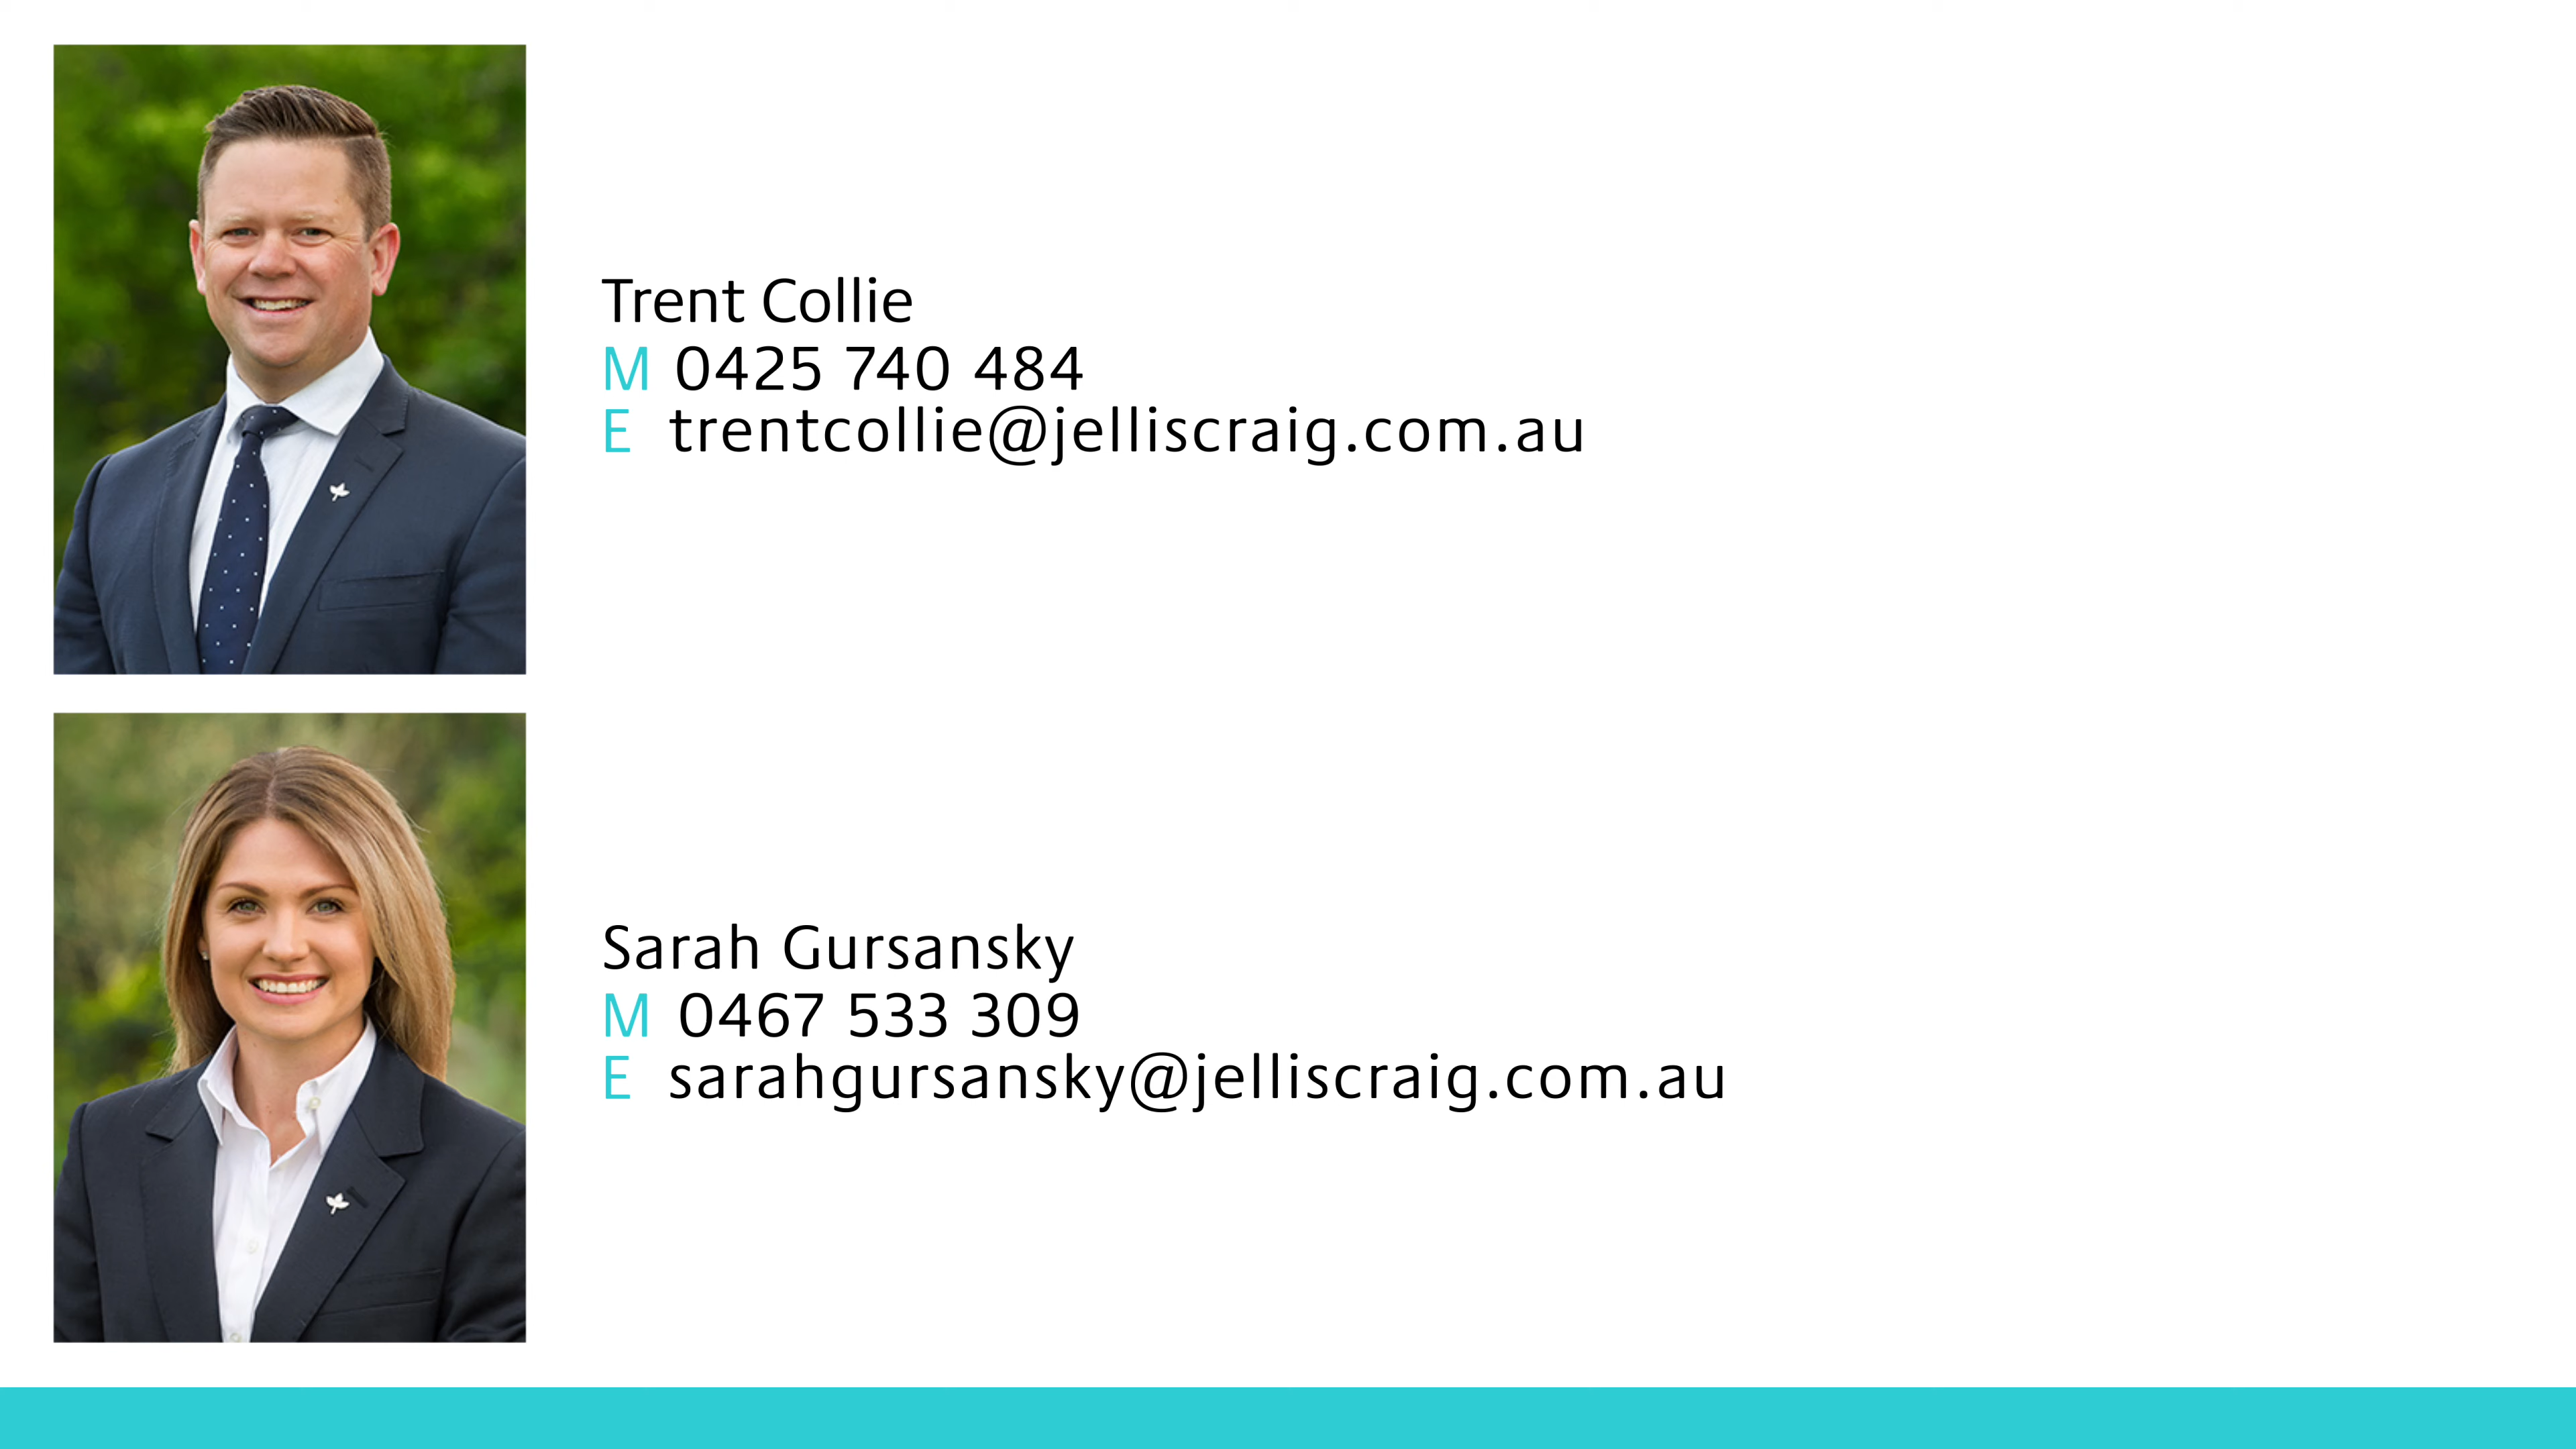 Trent Collie
M 0425 740 484
E trentcollie@jelliscraig.com.au
Sarah Gursansky
M 0467 533 309
E sarahgursansky@jelliscraig.com.au